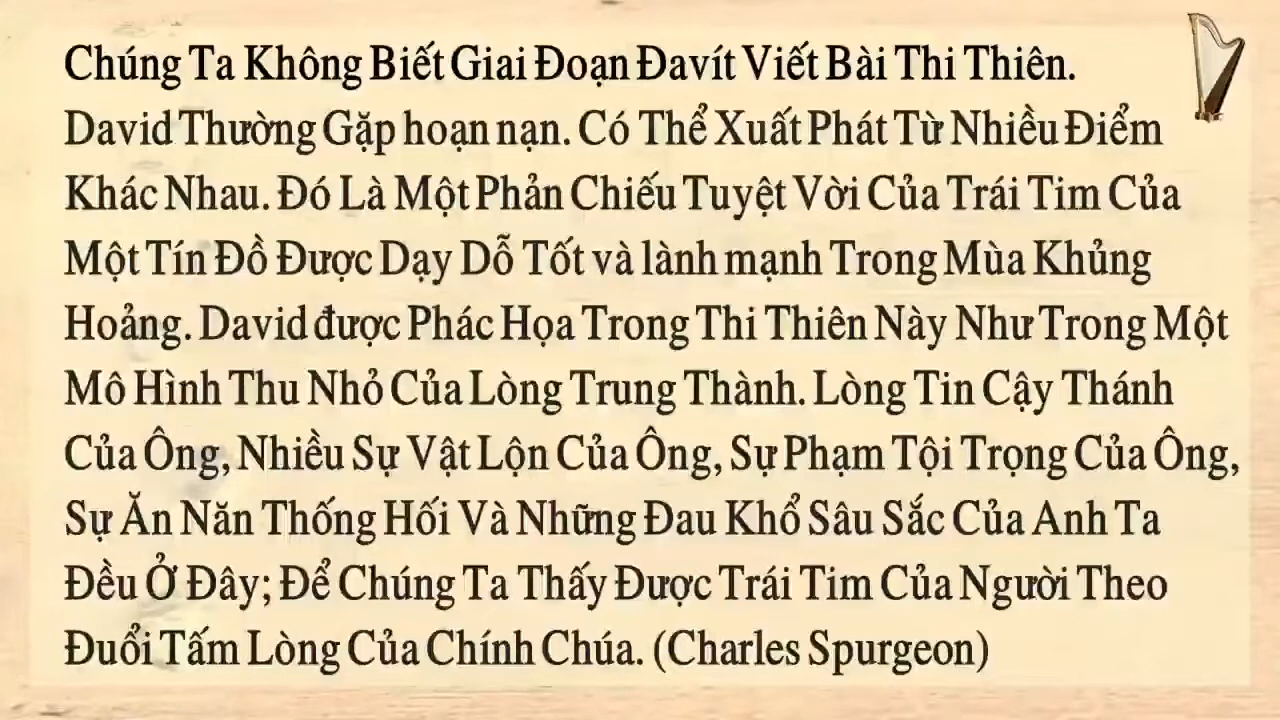 Chúng Ta Không Biết Giai Đoạn Đavít Viết Bài Thi Thiên.
David Thường Gặp hoạn nạn. Có Thể Xuất Phát Từ Nhiều Điểm
Khác Nhau. Đó Là Một Phản Chiếu Tuyệt Vời Của Trái Tim Của
Một Tín Đồ Được Dạy Dỗ Tốt và lành mạnh Trong Mùa Khủng
Hoảng. David được Phác Họa Trong Thi Thiên Này Như Trong Một
Mô Hình Thu Nhỏ Của Lòng Trung Thành. Lòng Tin Cậy Thánh
Của Ông, Nhiều Sự Vật Lộn Của Ông, Sự Phạm Tội Trọng Của Ông,
Sự Ăn Năn Thống Hối Và Những Đau Khổ Sâu Sắc Của Anh Ta
Đều Ở Đây; Để Chúng Ta Thấy Được Trái Tim Của Người Theo
Đuổi Tấm Lòng Của Chính Chúa. (Charles Spurgeon)